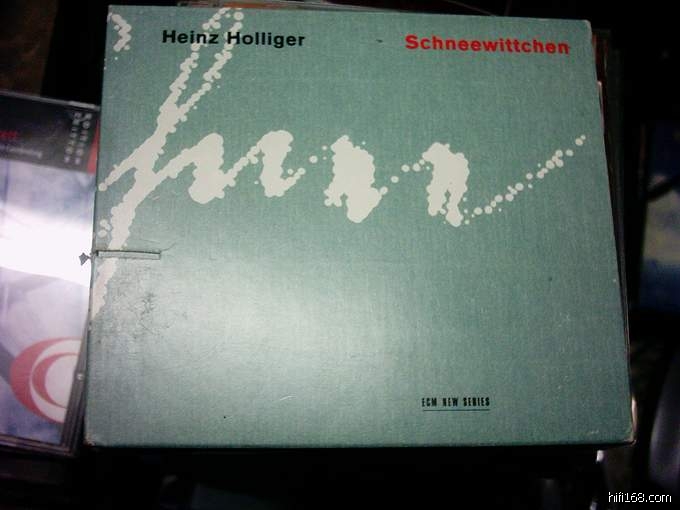 Heinz Holliger
Schneewittchen
ECM NEW SERIES
hifi168.com